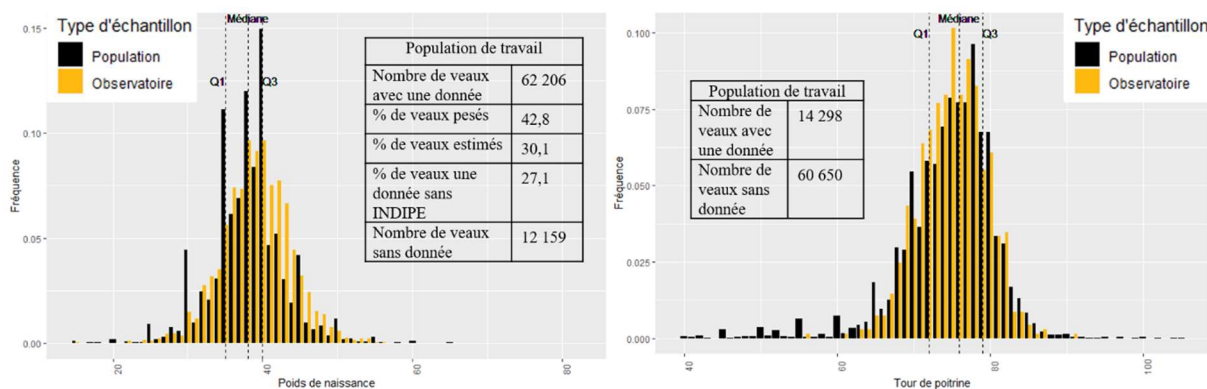 Type d'échantillon
Population
Observatoire
Médiane
Q1
Q3
Population de travail
Nombre de veaux
avec une donnée
62 206
% de veaux pesés
42,8
% de veaux estimés
30,1
% de veaux une
donnée sans
INDIPE
27,1
Nombre de veaux
sans donnée
12 159
Fréquence
0.15
0.10
0.05
0.00
20
40
60
80
Poids de naissance
Type d'échantillon
Population
Observatoire
Médiane
Q1
Q3
Population de travail
Nombre de
veaux avec
une donnée
14 298
Nombre de
veaux sans
donnée
60 650
Fréquence
0.100
0.075
0.050
0.025
0.000
40
60
80
100
Tour de poitrine